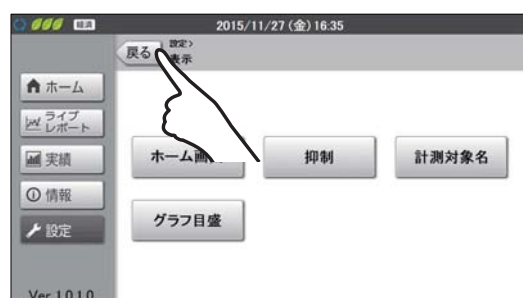 経済
2015/11/27(金)16:35
戻る
設定>
表示
ホーム
ライブ
レポート
実績
情報
設定
ホーム画
抑制
計測対象名
グラフ目盛
Ver.1.0.1.0